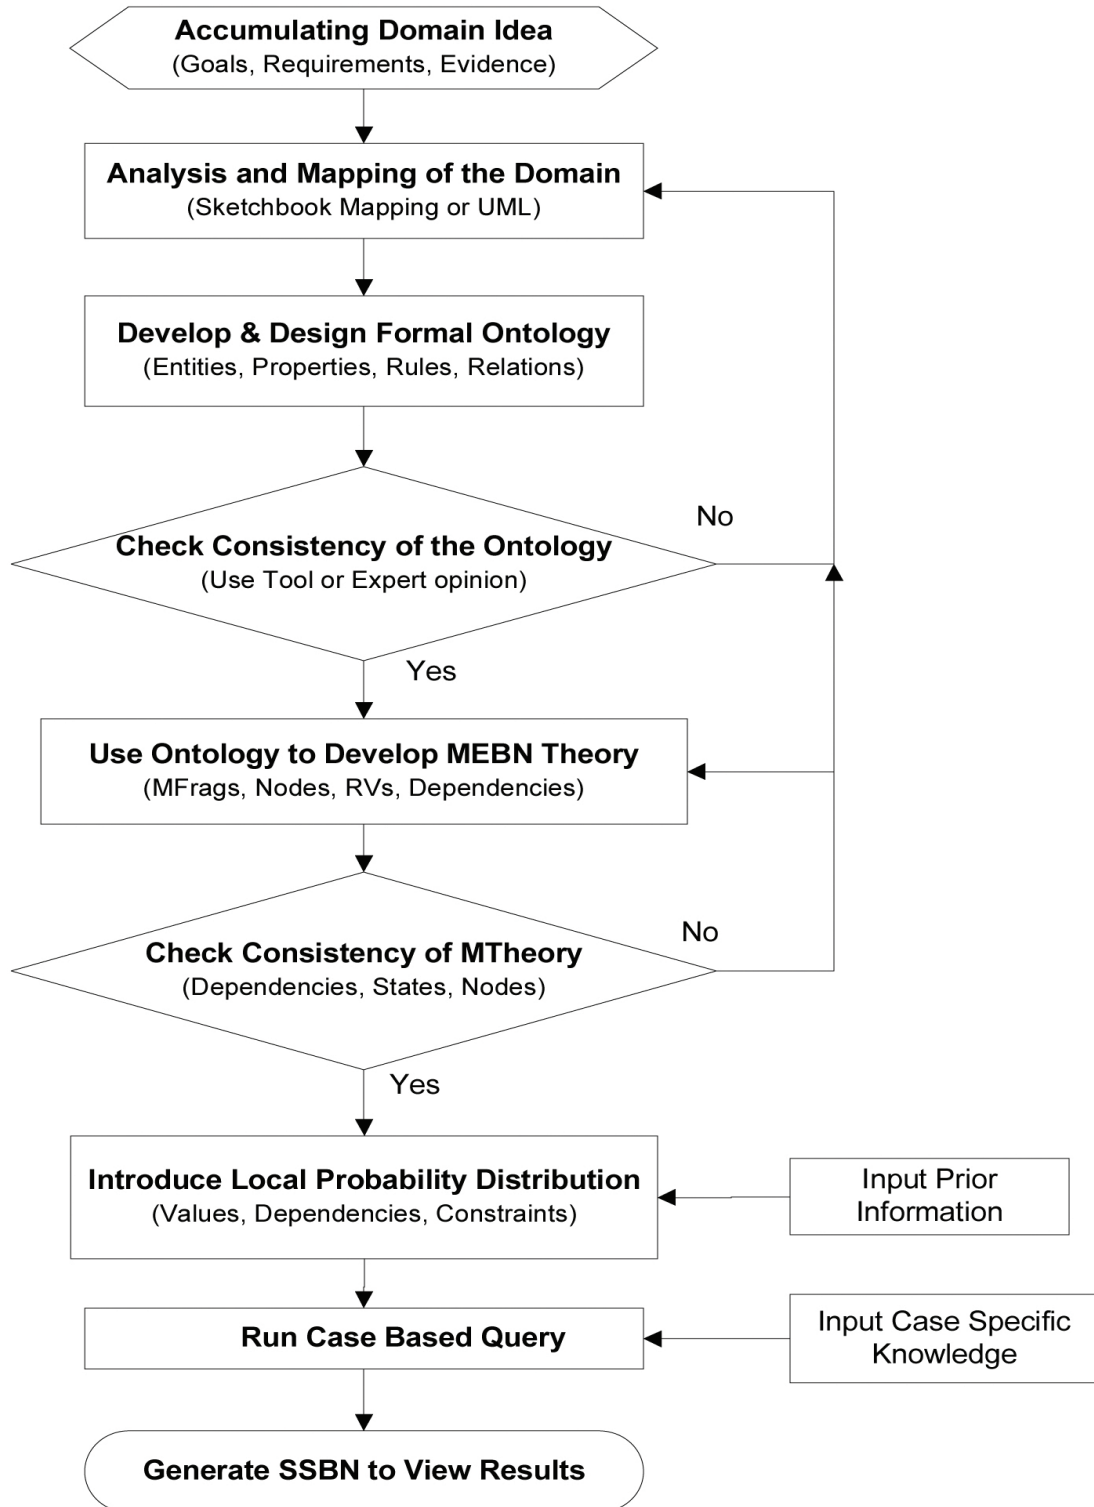 Accumulating Domain Idea
(Goals, Requirements, Evidence)
Analysis and Mapping of the Domain
(Sketchbook Mapping or UML)
Develop & Design Formal Ontology
(Entities, Properties, Rules, Relations)
No
Check Consistency of the Ontology
(Use Tool or Expert opinion)
Yes
Use Ontology to Develop MEBN Theory
(MFrags, Nodes, RVs, Dependencies)
No
Check Consistency of MTheory
(Dependencies, States, Nodes)
Yes
Introduce Local Probability Distribution
(Values, Dependencies, Constraints)
Input Prior
Information
Run Case Based Query
Input Case Specific
Knowledge
Generate SSBN to View Results